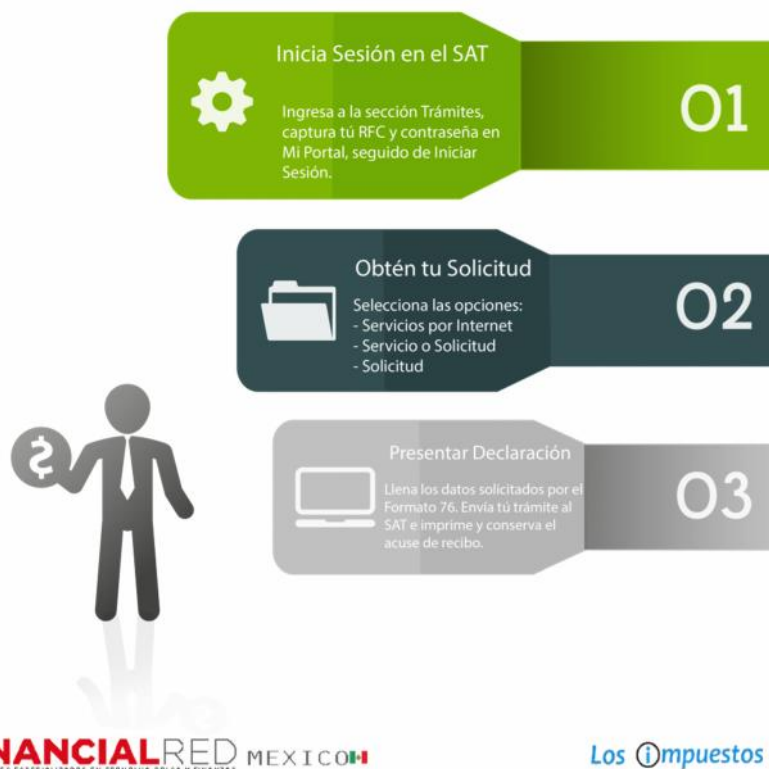 Inicia Sesión en el SAT
01
Ingresa a la sección Trámites,
captura tú RFC y contraseña en
Mi Portal, seguido de Iniciar
Sesión.
Obtén tu Solicitud
02
Selecciona las opciones:
- Servicios por Internet
- Servicio o Solicitud
- Solicitud
Presentar Declaración
03
Llena los datos solicitados por el
Formato 76. Envía tú trámite al
SAT e imprime y conserva el
acuse de recibo.
$
NANCIALRED MEXICO
Los impuestos